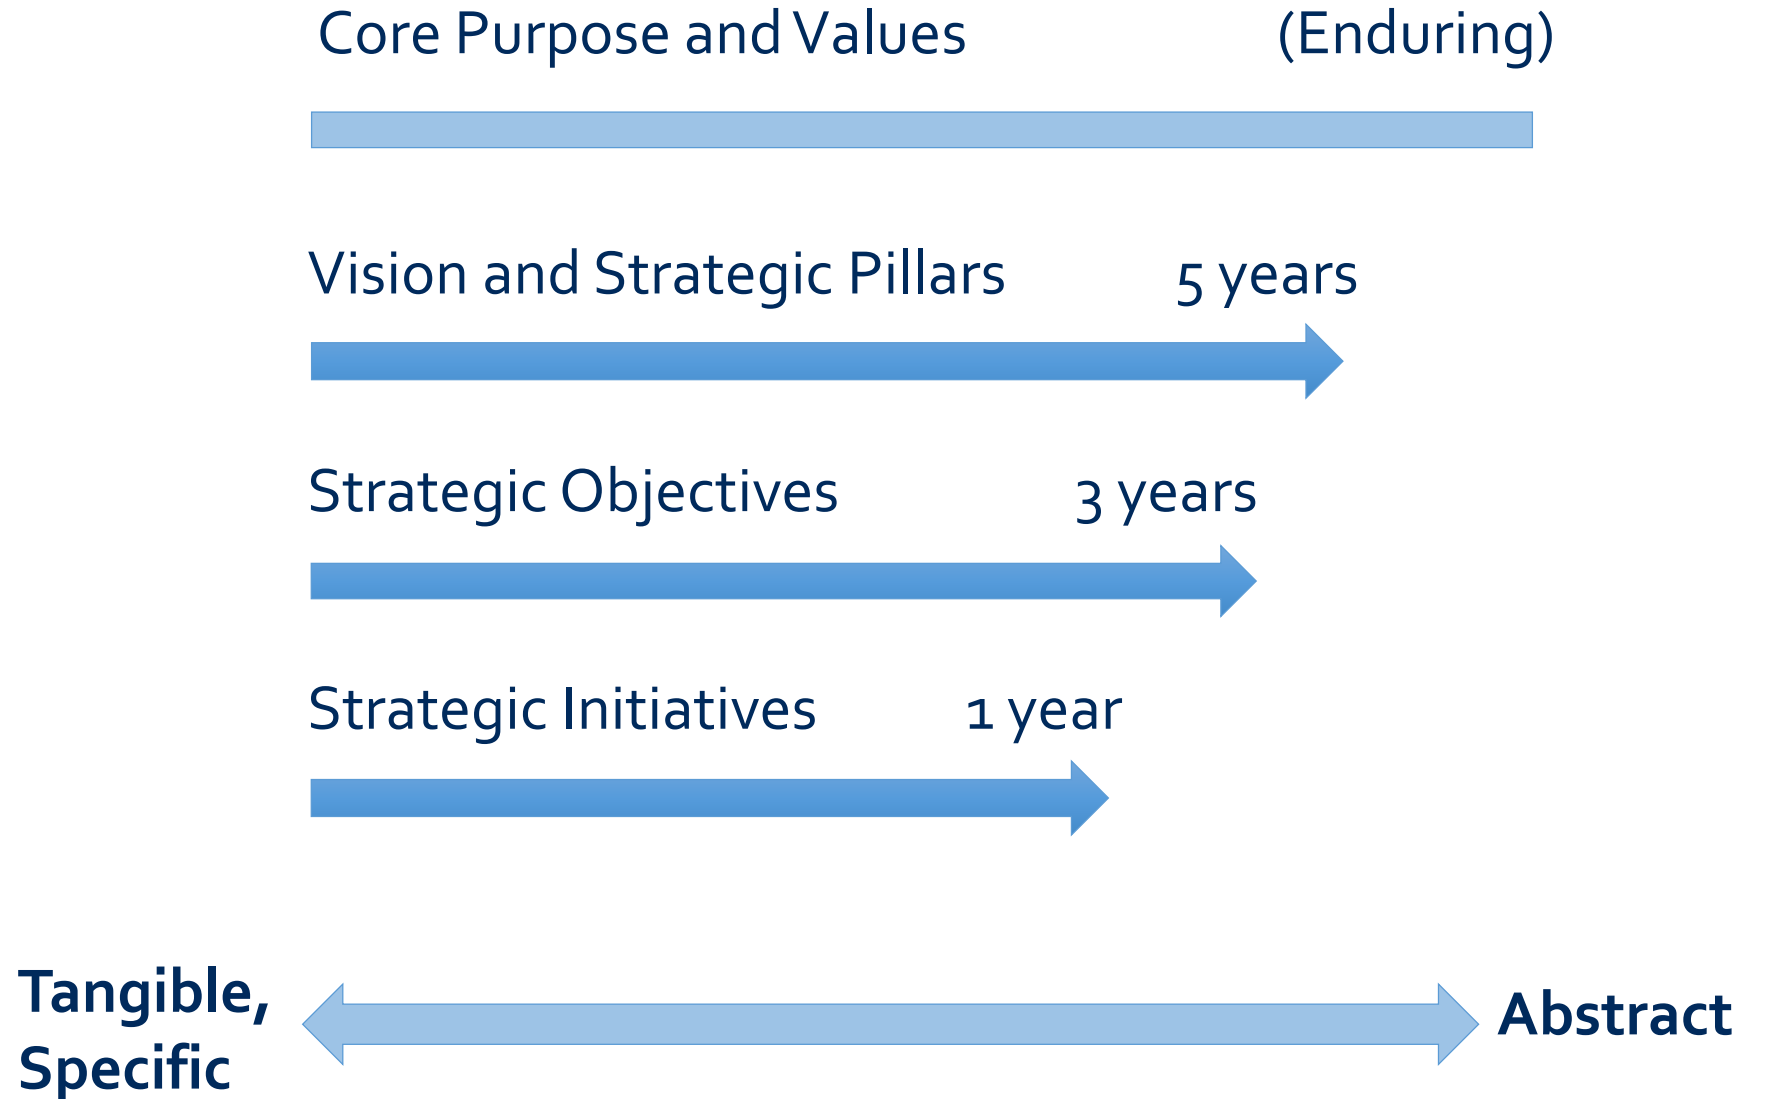 Core Purpose and Values (Enduring)
Vision and Strategic Pillars 5 years
Strategic Objectives 3 years
Strategic Initiatives 1 year
Tangible,
Specific
Abstract